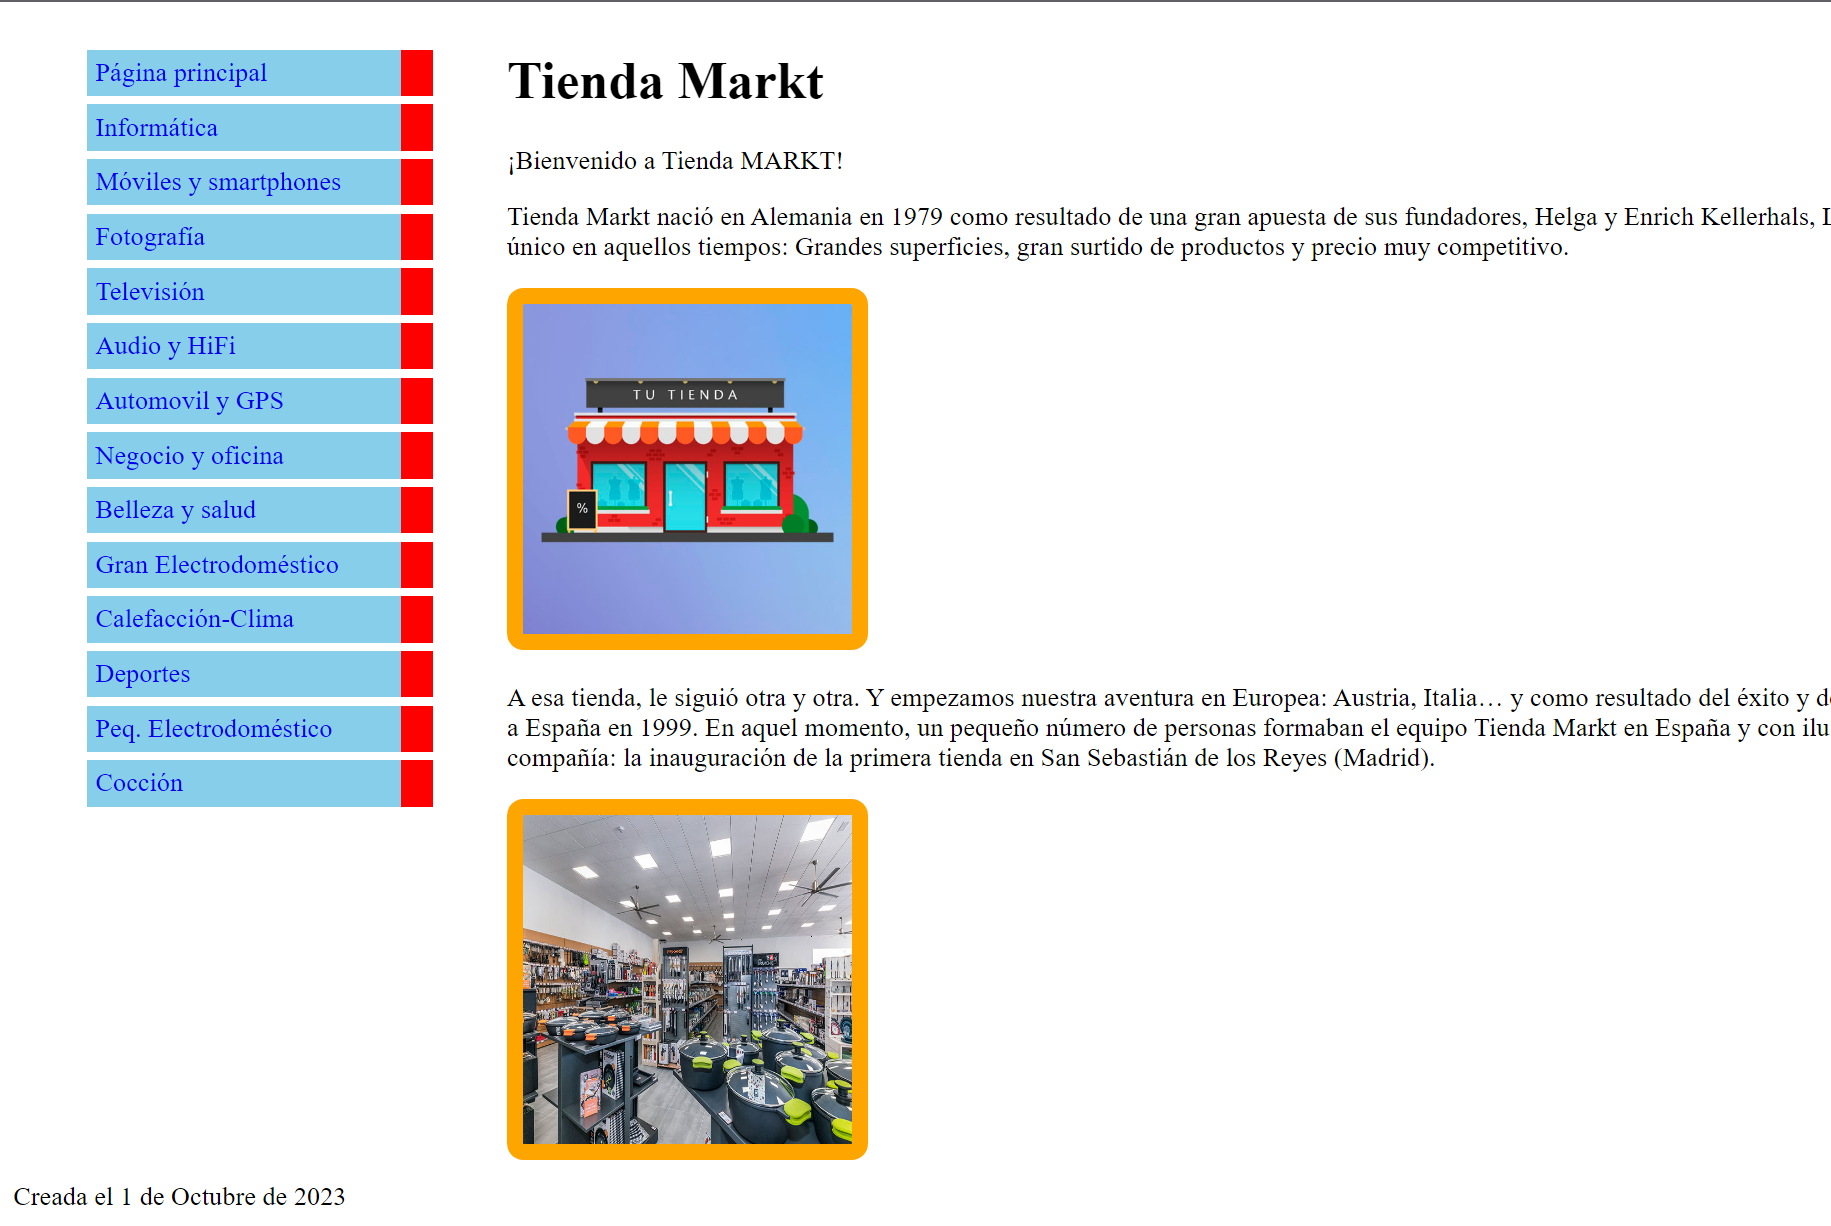 Página principal
Informática
Móviles y smartphones
Fotografía
Televisión
Audio y HiFi
Automovil y GPS
Negocio y oficina
Belleza y salud
Gran Electrodoméstico
Calefacción-Clima
Deportes
Peq. Electrodoméstico
Cocción
Tienda Markt
¡Bienvenido a Tienda MARKT!
Tienda Markt nació en Alemania en 1979 como resultado de una gran apuesta de sus fundadores, Helga y Enrich Kellerhals,
único en aquellos tiempos: Grandes superficies, gran surtido de productos y precio muy competitivo.
TU TIENDA
%
A esa tienda, le siguió otra y otra. Y empezamos nuestra aventura en Europea: Austria, Italia… y como resultado del éxito y
a España en 1999. En aquel momento, un pequeño número de personas formaban el equipo Tienda Markt en España y con
compañía: la inauguración de la primera tienda en San Sebastián de los Reyes (Madrid).
Creada el 1 de Octubre de 2023